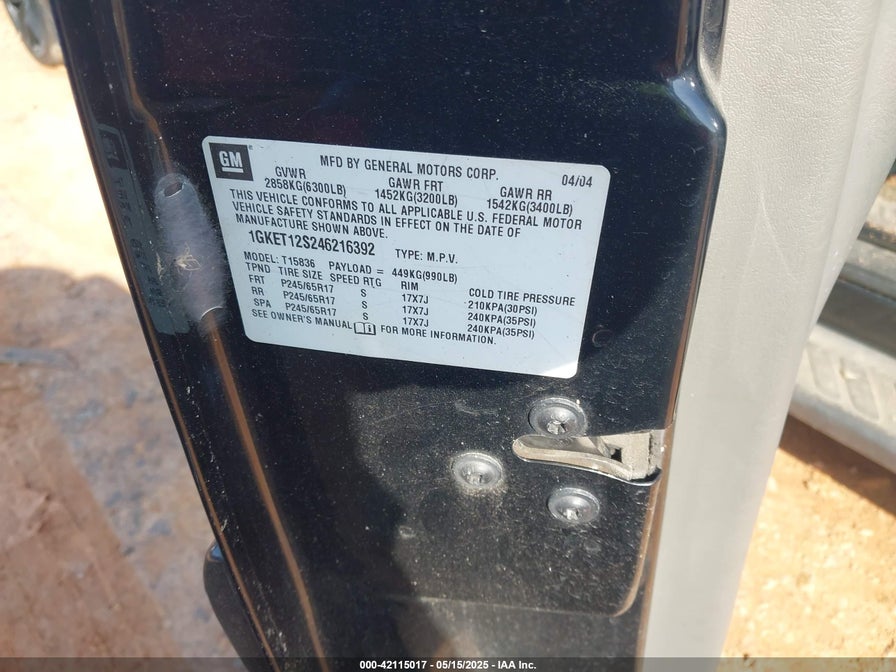 GM
MFD BY GENERAL MOTORS CORP. 04/04
GVWR GAWR FRT GAWR RR
2858KG(6300LB) 1452KG(3200LB) 1542KG(3400LB)
THIS VEHICLE CONFORMS TO ALL APPLICABLE U.S. FEDERAL MOTOR
VEHICLE SAFETY STANDARDS IN EFFECT ON THE DATE OF
MANUFACTURE SHOWN ABOVE.
1GKET12S246216392 TYPE: M.P.V.
MODEL: T15836 PAYLOAD = 449KG(990LB)
TPND TIRE SIZE SPEED RTG RIM COLD TIRE PRESSURE
FRT P245/65R17 S 17X7J 210KPA(30PSI)
RR P245/65R17 S 17X7J 240KPA(35PSI)
SPA P245/65R17 S 17X7J 240KPA(35PSI)
SEE OWNER'S MANUAL FOR MORE INFORMATION.
000-42115017 - 05/15/2025 - IAA Inc.